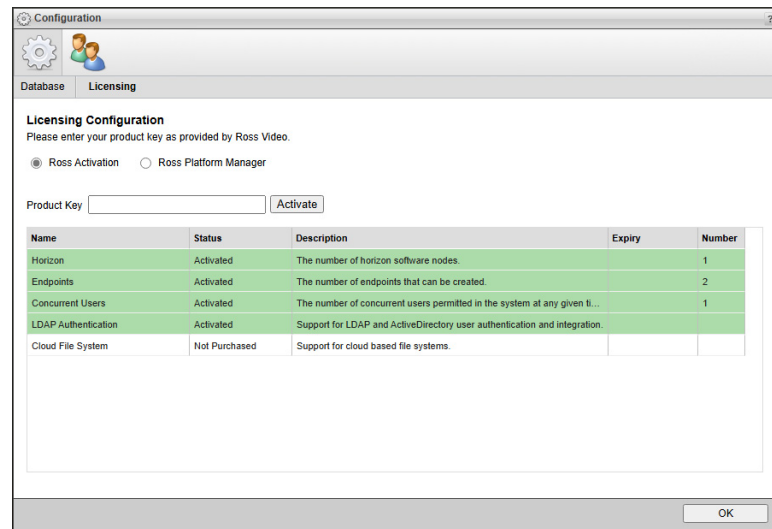 Configuration ?
Database Licensing
Licensing Configuration
Please enter your product key as provided by Ross Video.
Ross Activation Ross Platform Manager
Product Key Activate
Name Status Description Expiry Number
Horizon Activated The number of horizon software nodes. 1
Endpoints Activated The number of endpoints that can be created. 2
Concurrent Users Activated The number of concurrent users permitted in the system at any given ti... 1
LDAP Authentication Activated Support for LDAP and ActiveDirectory user authentication and integration.
Cloud File System Not Purchased Support for cloud based file systems.
OK